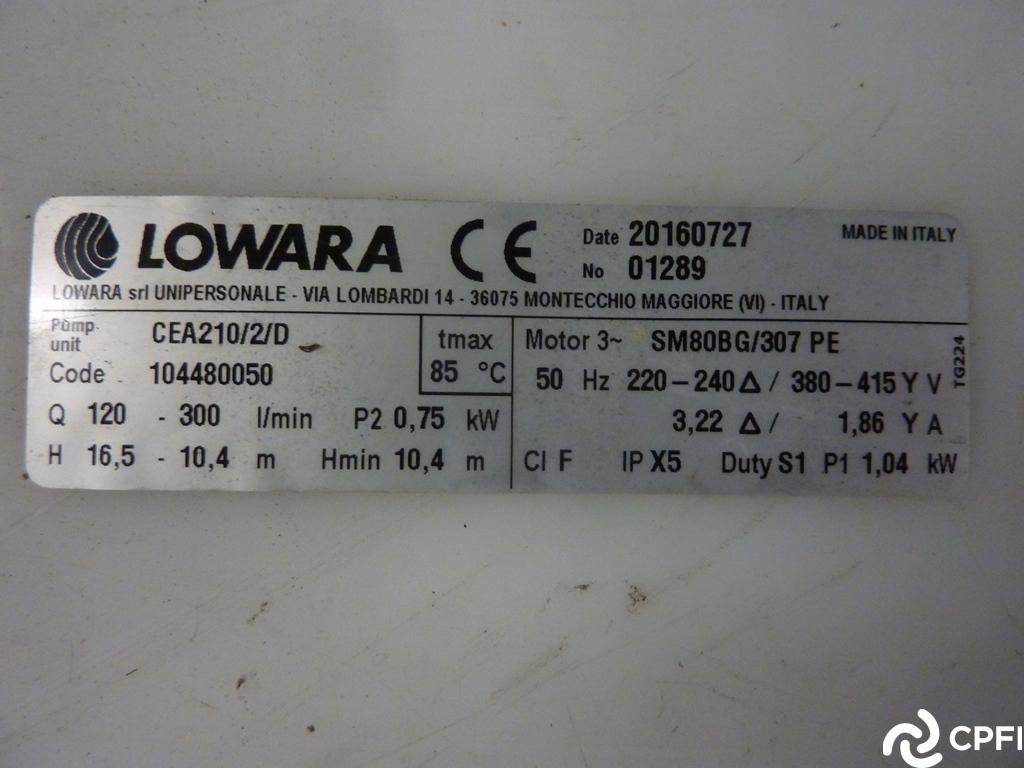 LOWARA CE Date 20160727 MADE IN ITALY
No 01289
LOWARA srl UNIPERSONALE - VIA LOMBARDI 14 - 36075 MONTECCHIO MAGGIORE (VI) - ITALY
Pump unit CEA210/2/D
Code 104480050
tmax
85 °C
Q 120 - 300 l/min P2 0,75 kW
H 16,5 - 10,4 m Hmin 10,4 m
Motor 3~ SM80BG/307 PE
50 Hz 220-240 Δ / 380-415 Y V
3,22 Δ / 1,86 Y A
Cl F IP X5 Duty S1 P1 1,04 kW
TG224
CPFI